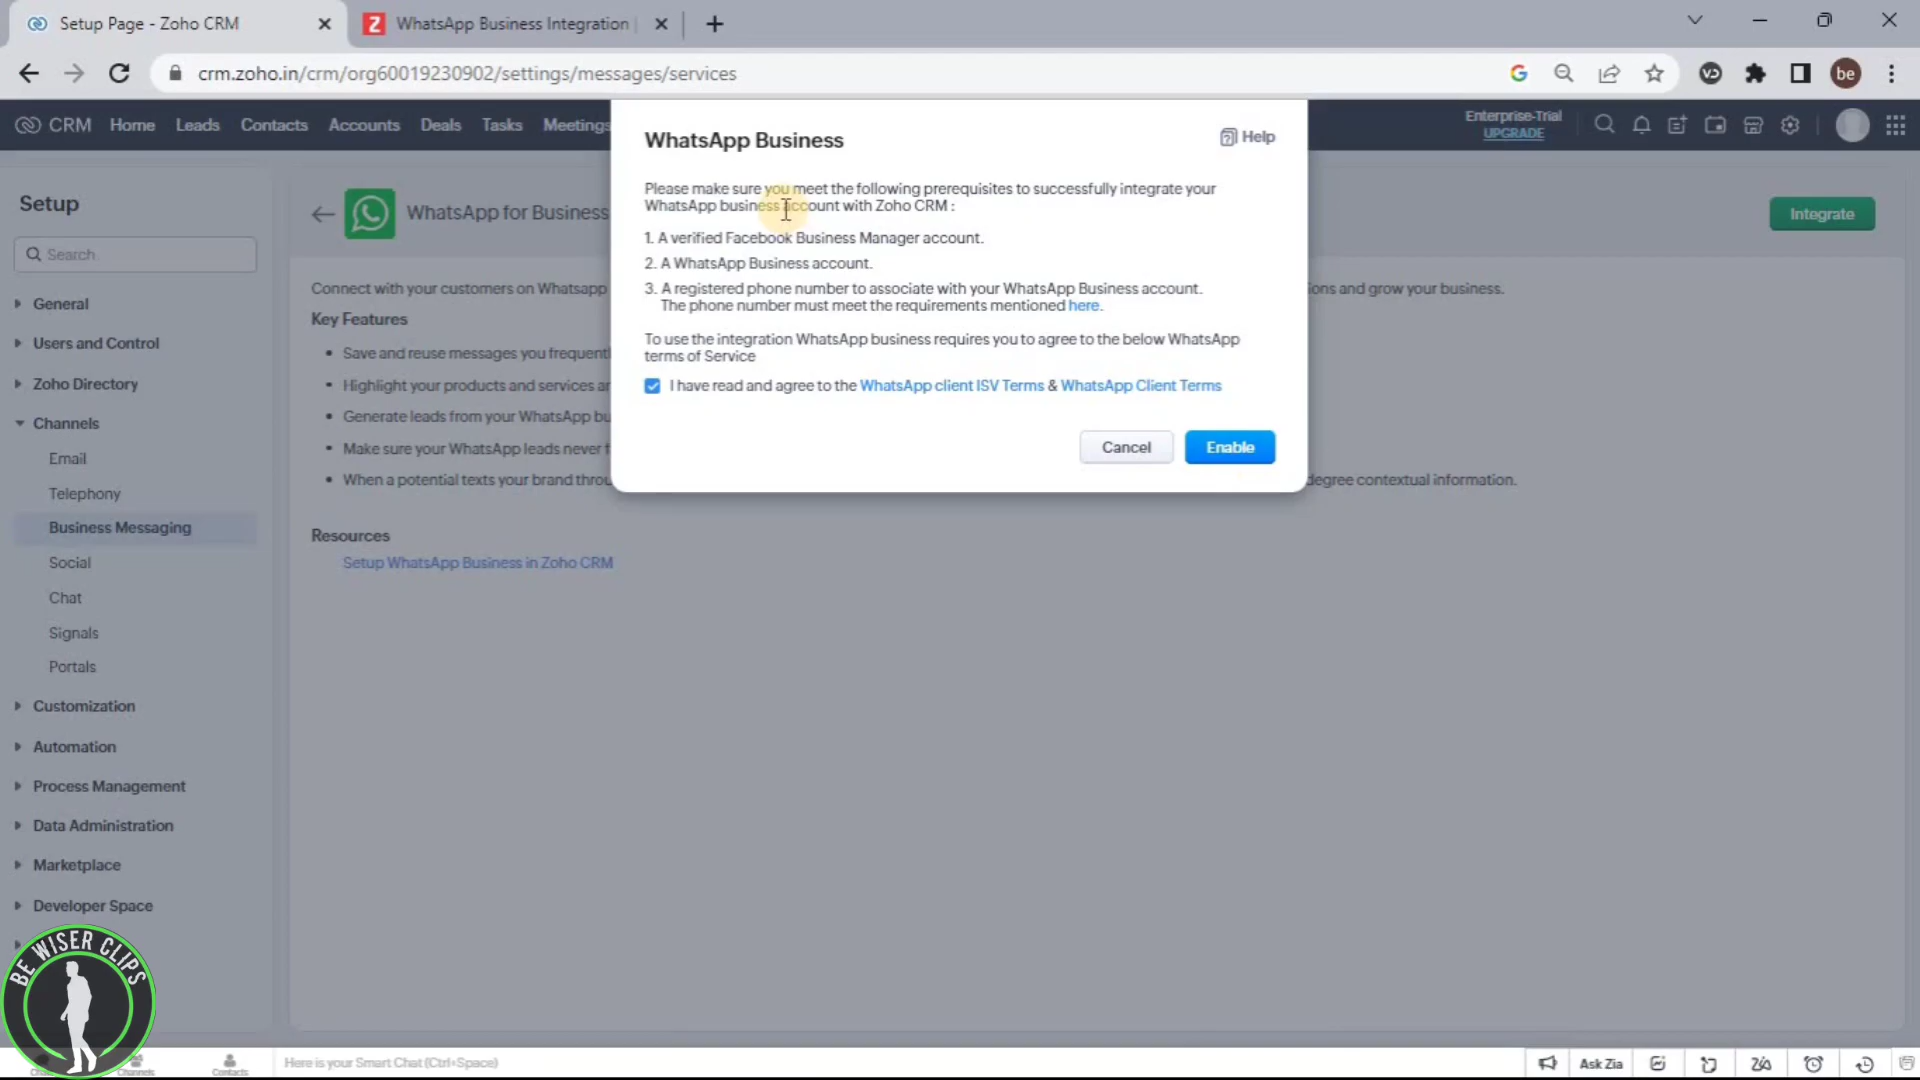 Setup Page - Zoho CRM
WhatsApp Business Integration
crm.zoho.in/crm/org60019230902/settings/messages/services
be
CRM Home Leads Contacts Accounts Deals Tasks Meetings
Enterprise-Trial
UPGRADE
WhatsApp Business
Help
Please make sure you meet the following prerequisites to successfully integrate your
WhatsApp business account with Zoho CRM :
1. A verified Facebook Business Manager account.
2. A WhatsApp Business account.
3. A registered phone number to associate with your WhatsApp Business account.
The phone number must meet the requirements mentioned here.
To use the integration WhatsApp business requires you to agree to the below WhatsApp
terms of Service
I have read and agree to the WhatsApp client ISV Terms & WhatsApp Client Terms
Cancel
Enable
Setup
Search
General
Users and Control
Zoho Directory
Channels
Email
Telephony
Business Messaging
Social
Chat
Signals
Portals
Customization
Automation
Process Management
Data Administration
Marketplace
Developer Space
WhatsApp for Business
Integrate
Connect with your customers on Whatsapp
ions and grow your business.
Key Features
Save and reuse messages you frequent
Highlight your products and services ar
Generate leads from your WhatsApp bu
Make sure your WhatsApp leads never f
When a potential texts your brand throu
degree contextual information.
Resources
Setup WhatsApp Business in Zoho CRM
BE WISER CLIPS
Channels
Contacts
Here is your Smart Chat (Ctrl+Space)
Ask Zia